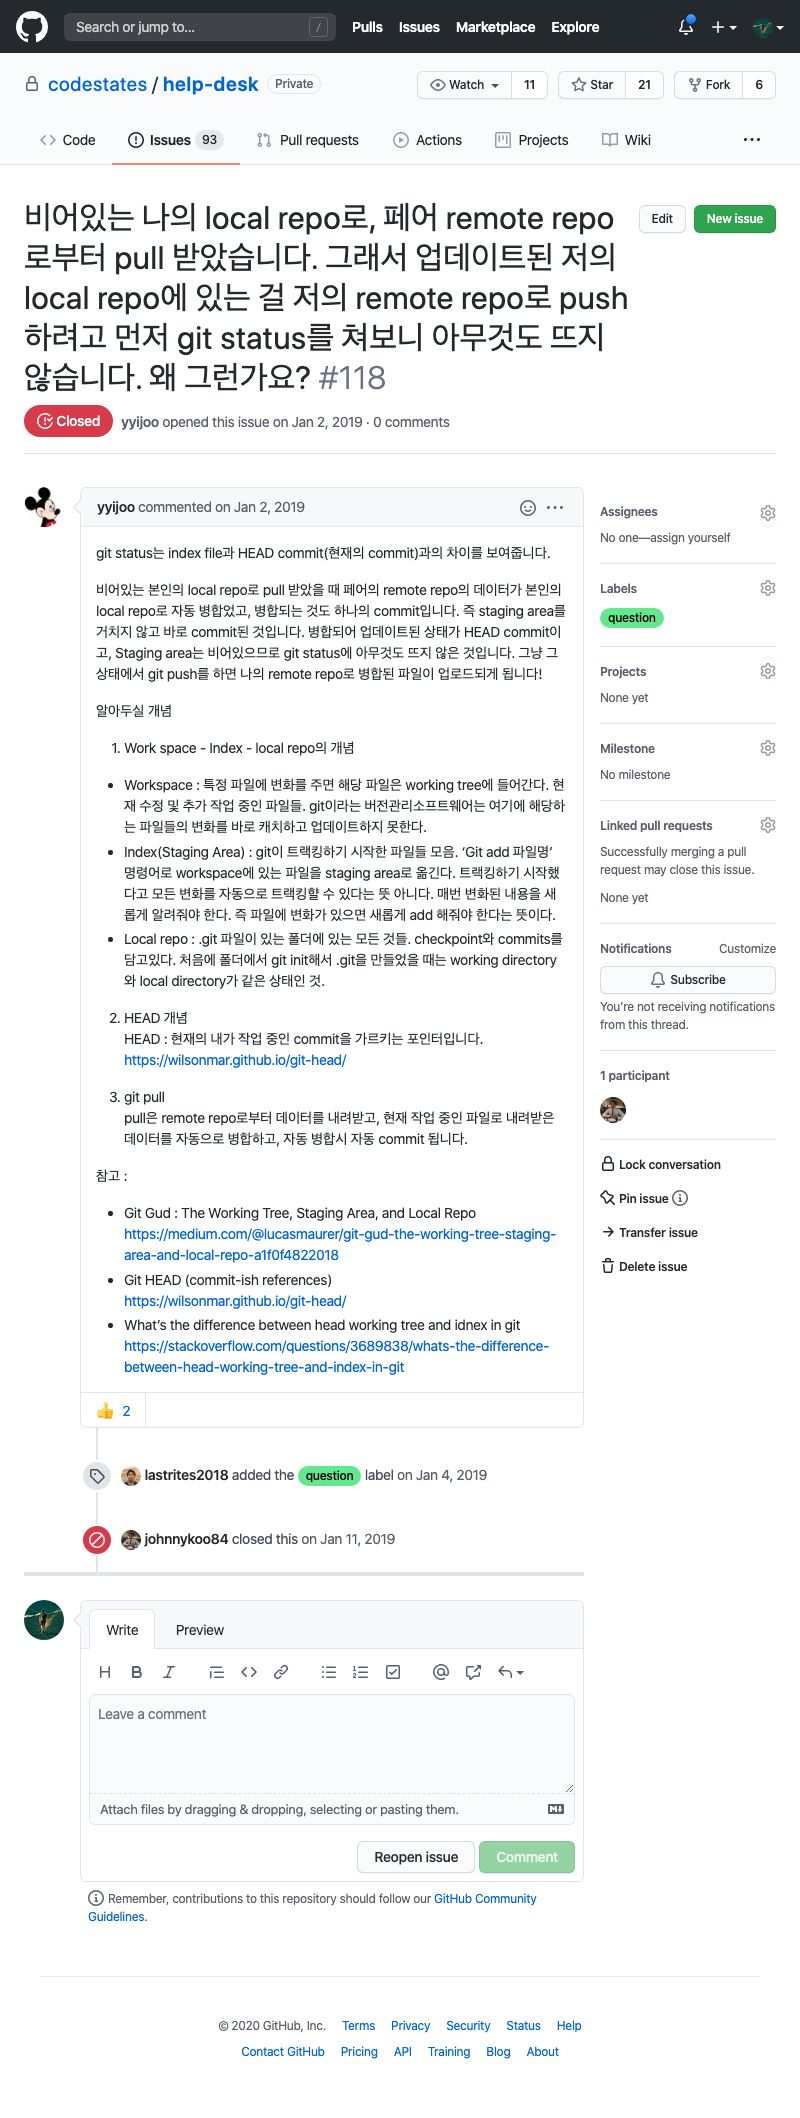 Search or jump to...
/
Pulls
Issues
Marketplace
Explore
codestates / help-desk
Private
Watch
11
Star
21
Fork
6
Code
Issues 93
Pull requests
Actions
Projects
Wiki
비어있는 나의 local repo로, 페어 remote repo
로부터 pull 받았습니다. 그래서 업데이트된 저의
local repo에 있는 걸 저의 remote repo로 push
하려고 먼저 git status를 쳐보니 아무것도 뜨지
않습니다. 왜 그런가요? #118
Edit
New issue
Closed
yyijoo opened this issue on Jan 2, 2019 · 0 comments
yyijoo commented on Jan 2, 2019
git status는 index file과 HEAD commit(현재의 commit)과의 차이를 보여줍니다.
비어있는 본인의 local repo로 pull 받았을 때 페어의 remote repo의 데이터가 본인의
local repo로 자동 병합었고, 병합되는 것도 하나의 commit입니다. 즉 staging area를
거치지 않고 바로 commit된 것입니다. 병합되어 업데이트된 상태가 HEAD commit이
고, Staging area는 비어있으므로 git status에 아무것도 뜨지 않은 것입니다. 그냥 그
상태에서 git push를 하면 나의 remote repo로 병합된 파일이 업로드되게 됩니다!
알아두실 개념
1. Work space - Index - local repo의 개념
• Workspace : 특정 파일에 변화를 주면 해당 파일은 working tree에 들어간다. 현
재 수정 및 추가 작업 중인 파일들. git이라는 버전관리소프트웨어는 여기에 해당하
는 파일들의 변화를 바로 캐치하고 업데이트하지 못한다.
• Index(Staging Area) : git이 트랙킹하기 시작한 파일들 모음. ‘Git add 파일명’
명령어로 workspace에 있는 파일을 staging area로 옮긴다. 트랙킹하기 시작했
다고 모든 변화를 자동으로 트랙킹햘 수 있다는 뜻 아니다. 매번 변화된 내용을 새
롭게 알려줘야 한다. 즉 파일에 변화가 있으면 새롭게 add 해줘야 한다는 뜻이다.
• Local repo : .git 파일이 있는 폴더에 있는 모든 것들. checkpoint와 commits를
담고있다. 처음에 폴더에서 git init해서 .git을 만들었을 때는 working directory
와 local directory가 같은 상태인 것.
2. HEAD 개념
HEAD : 현재의 내가 작업 중인 commit을 가르키는 포인터입니다.
https://wilsonmar.github.io/git-head/
3. git pull
pull은 remote repo로부터 데이터를 내려받고, 현재 작업 중인 파일로 내려받은
데이터를 자동으로 병합하고, 자동 병합시 자동 commit 됩니다.
참고 :
• Git Gud : The Working Tree, Staging Area, and Local Repo
https://medium.com/@lucasmaurer/git-gud-the-working-tree-staging-
area-and-local-repo-a1f0f4822018
• Git HEAD (commit-ish references)
https://wilsonmar.github.io/git-head/
• What’s the difference between head working tree and idnex in git
https://stackoverflow.com/questions/3689838/whats-the-difference-
between-head-working-tree-and-index-in-git
2
Assignees
No one—assign yourself
Labels
question
Projects
None yet
Milestone
No milestone
Linked pull requests
Successfully merging a pull
request may close this issue.
None yet
Notifications
Customize
Subscribe
You’re not receiving notifications
from this thread.
1 participant
Lock conversation
Pin issue
Transfer issue
Delete issue
lastrites2018 added the question label on Jan 4, 2019
johnnykoo84 closed this on Jan 11, 2019
Write
Preview
Leave a comment
Attach files by dragging & dropping, selecting or pasting them.
Reopen issue
Comment
Remember, contributions to this repository should follow our GitHub Community
Guidelines.
© 2020 GitHub, Inc.
Terms
Privacy
Security
Status
Help
Contact GitHub
Pricing
API
Training
Blog
About